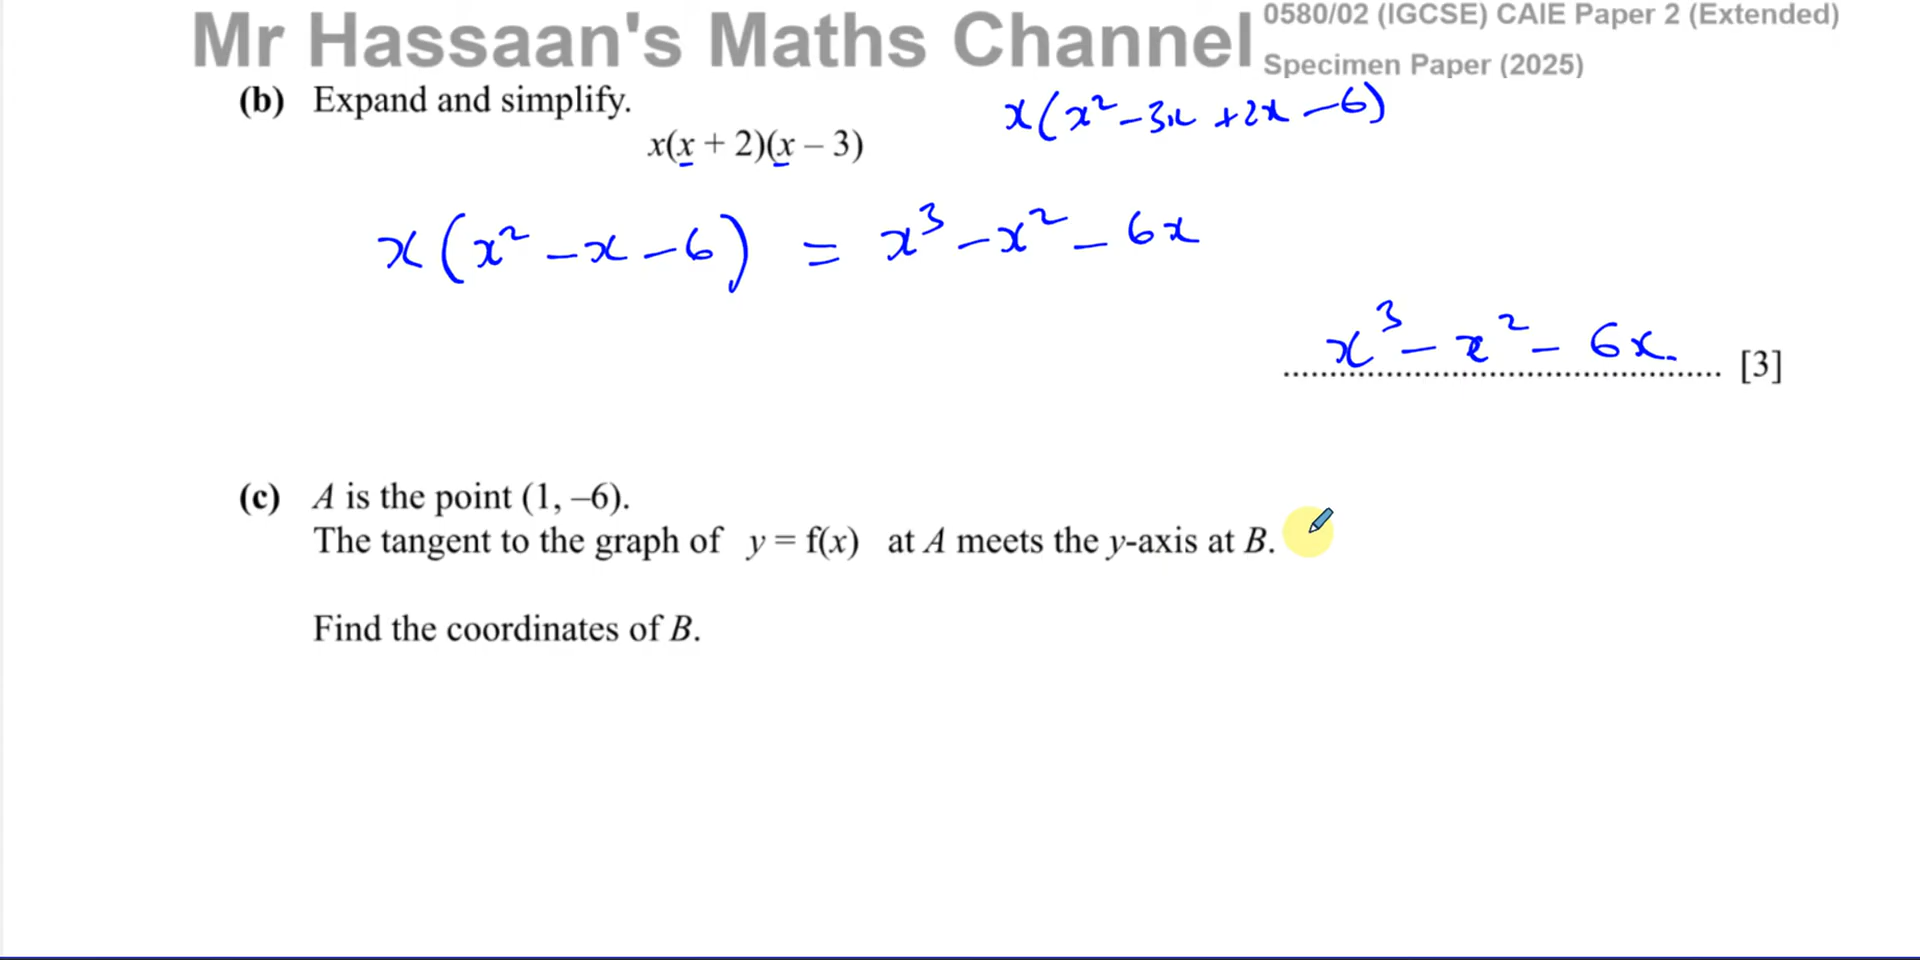 Mr Hassaan's Maths Channel
0580/02 (IGCSE) CAIE Paper 2 (Extended)
Specimen Paper (2025)
(b) Expand and simplify.
x(x + 2)(x – 3)
x(x² – 3x + 2x – 6)
x(x² – x – 6) = x³ – x² – 6x
x³ – x² – 6x. [3]
(c) A is the point (1, –6).
The tangent to the graph of y = f(x) at A meets the y-axis at B.
Find the coordinates of B.